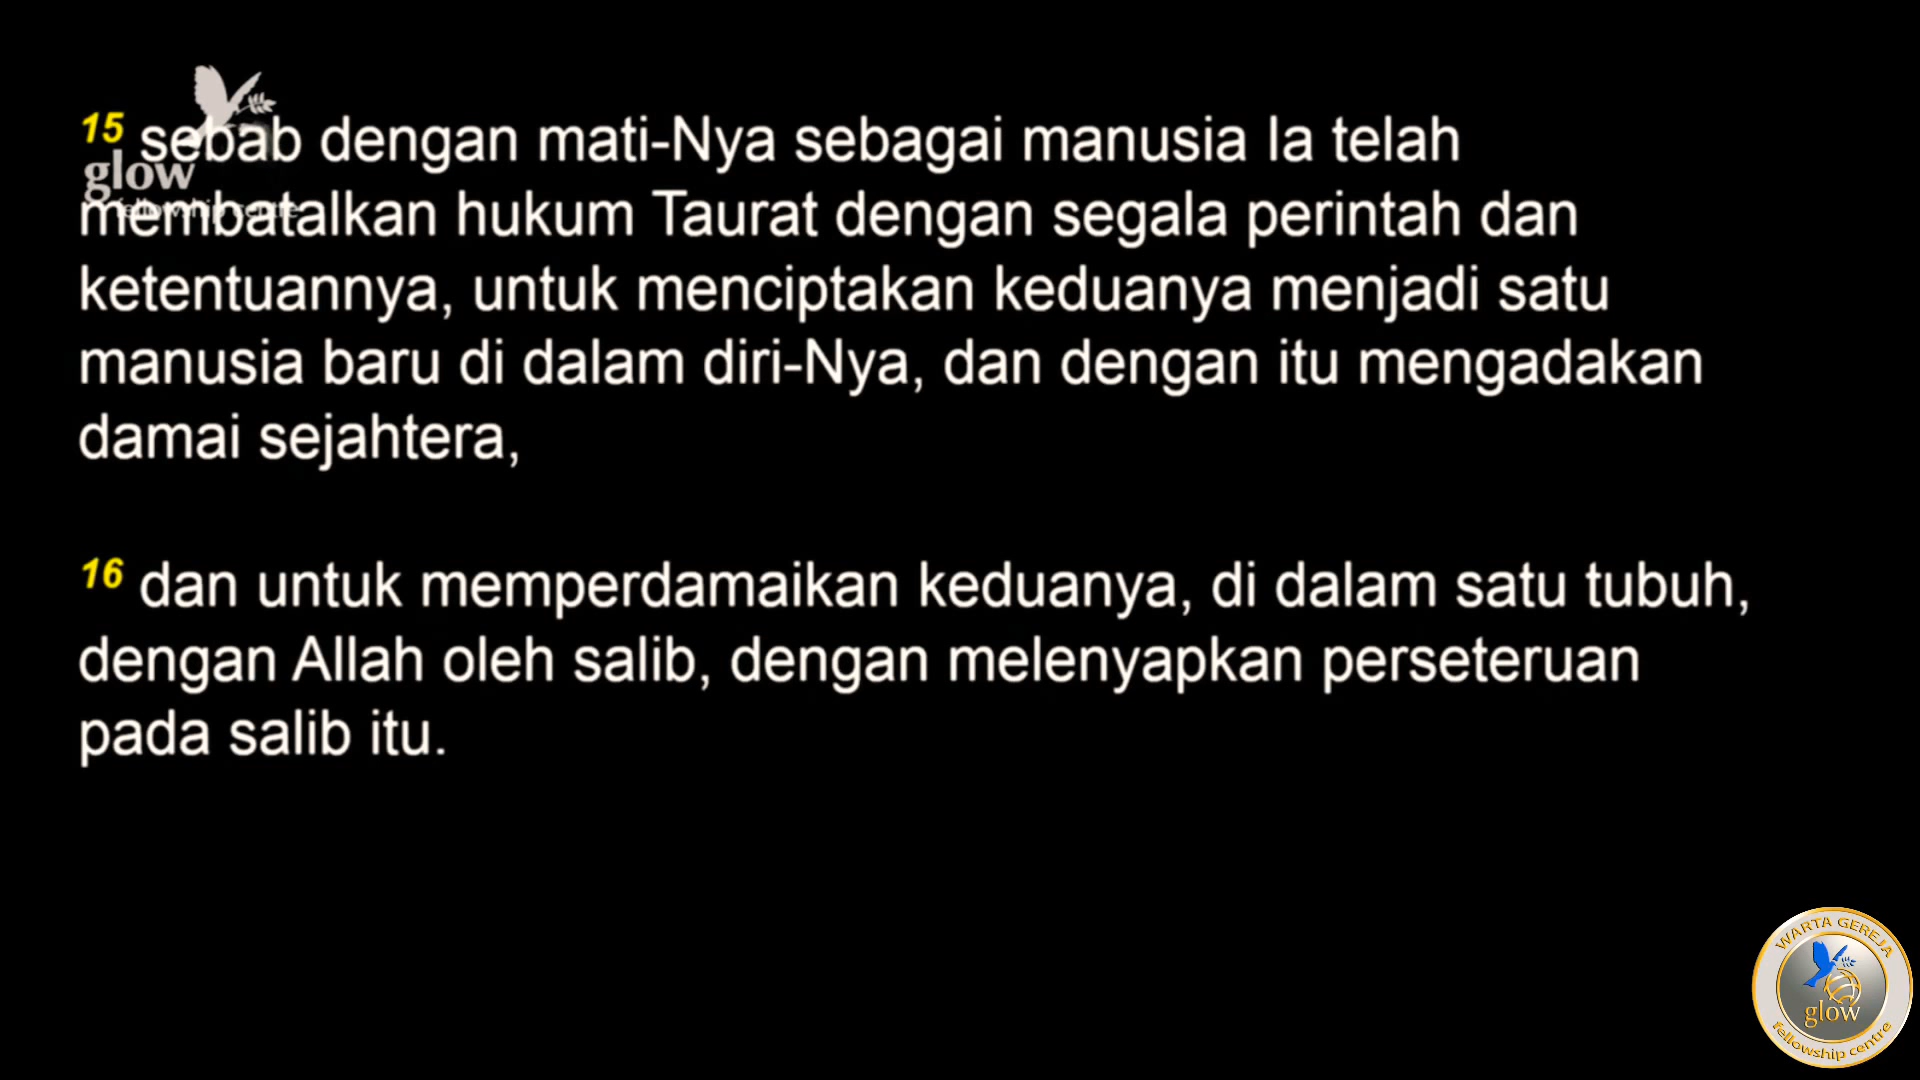 15 sebab dengan mati-Nya sebagai manusia Ia telah
membatalkan hukum Taurat dengan segala perintah dan
ketentuannya, untuk menciptakan keduanya menjadi satu
manusia baru di dalam diri-Nya, dan dengan itu mengadakan
damai sejahtera,
16 dan untuk memperdamaikan keduanya, di dalam satu tubuh,
dengan Allah oleh salib, dengan melenyapkan perseteruan
pada salib itu.
glow
fellowship centre
WARTA GEREJA
glow
fellowship centre